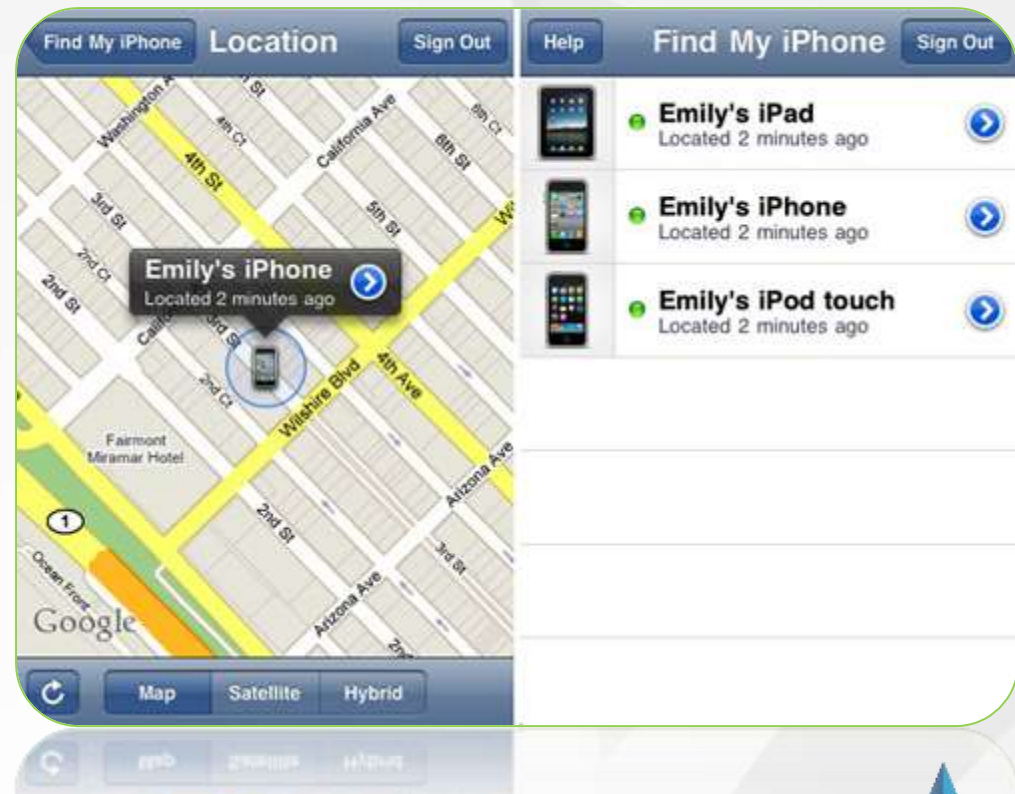 Find My iPhone
Location
Sign Out
Washington A
St
4th Ct
California Ave
6th Ct
6th St
4th St
3rd St
5th St
2nd Ct
2nd St
Emily's iPhone
Located 2 minutes ago
3rd St
2nd Ct
Wilshire Blvd
4th Ave
Fairmont
Miramar Hotel
Arizona Ave
1
2nd St
3rd St
Ocean Front
Arizona Ave
Google
Map
Satellite
Hybrid
Help
Find My iPhone
Sign Out
Emily's iPad
Located 2 minutes ago
Emily's iPhone
Located 2 minutes ago
Emily's iPod touch
Located 2 minutes ago